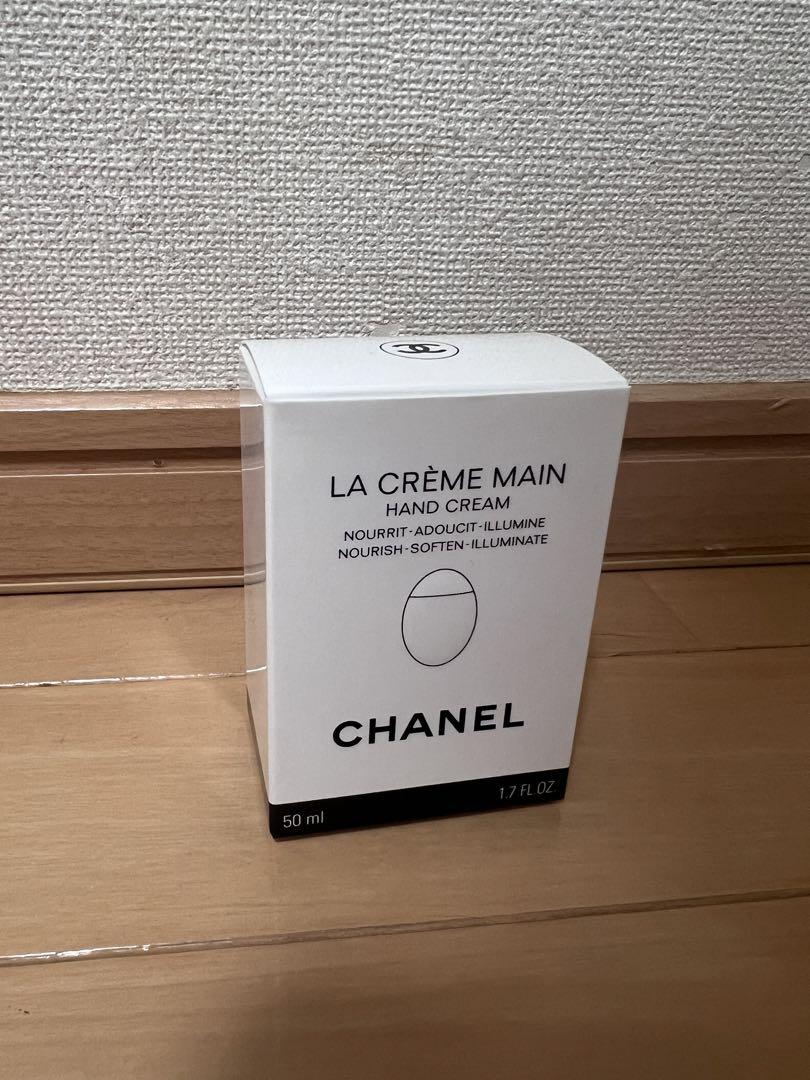 LA CRÈME MAIN
HAND CREAM
NOURRIT-ADOUCIT-ILLUMINE
NOURISH-SOFTEN-ILLUMINATE
CHANEL
50 ml 1.7 FL OZ.